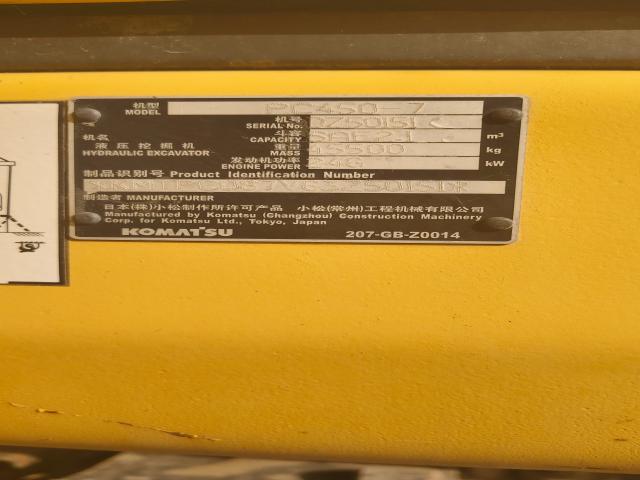 机型
MODEL PC450-7
机号
SERIAL No.
机名 斗容
CAPACITY m³
液压挖掘机 重量
HYDRAULIC EXCAVATOR MASS kg
发动机功率
ENGINE POWER kW
制品识别号 Product Identification Number
制造者 MANUFACTURER
日本(株)小松制作所许可产品 小松(常州)工程机械有限公司
Manufactured by Komatsu (Changzhou) Construction Machinery
Corp. for Komatsu Ltd., Tokyo, Japan
KOMATSU 207-GB-Z0014